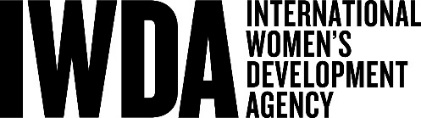 IWDA
INTERNATIONAL
WOMEN'S
DEVELOPMENT
AGENCY